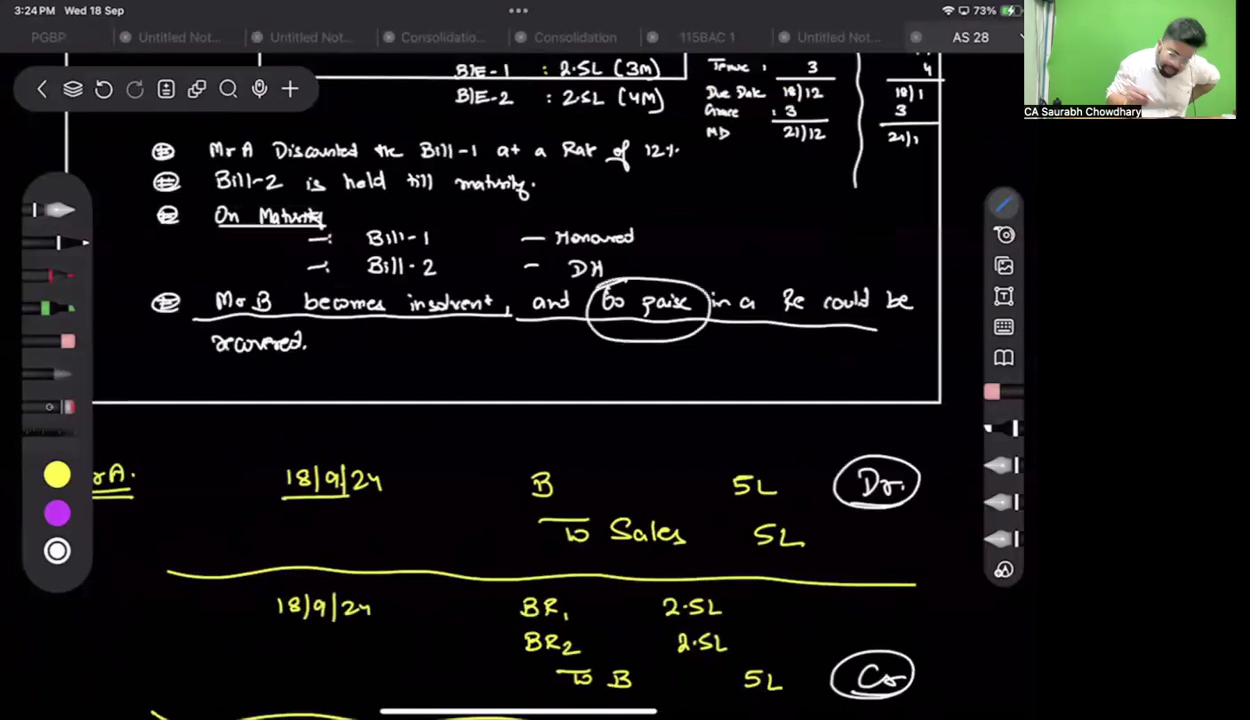 3:24 PM Wed 18 Sep
73%
PGBP
Untitled Not...
Untitled Not...
Consolidatio...
Consolidation
115BAC 1
Untitled Not...
AS 28
CA Saurabh Chowdhary
B/E-1 : 2.5L (3m)
B/E-2 : 2.5L (4M)
3
4
Due Date 18/12
18/1
: 3
3
MD 21/12
21/1
Mr A Discounted the Bill-1 at a Rat of 12%
Bill-2 is hold till maturity.
On Maturity
Bill-1 — Honoured
Bill-2 — DH
Mr B becomes insolvent, and 60 paise in a Re could be
recovered.
rA. 18/9/24 B 5L Dr.
To Sales 5L
18/9/24 BR1 2.5L
BR2 2.5L
To B 5L Cr